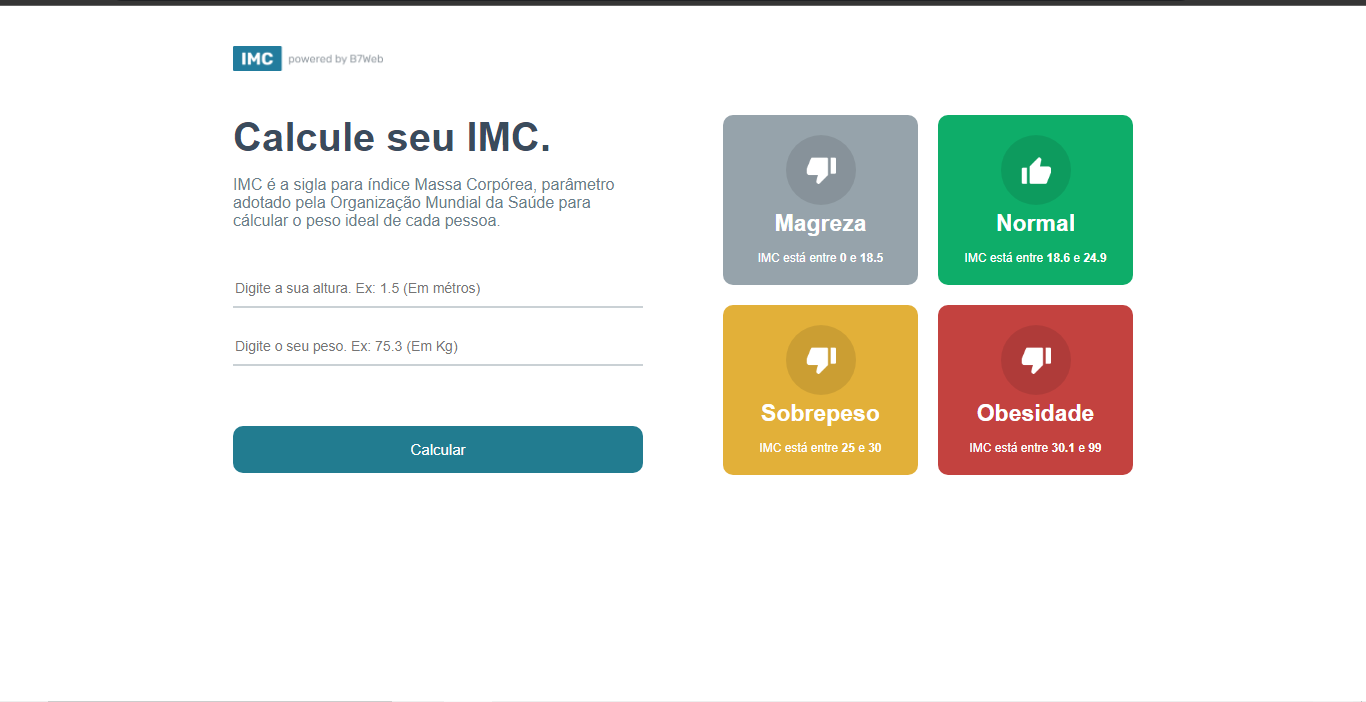 IMC powered by B7Web
Calcule seu IMC.
IMC é a sigla para índice Massa Corpórea, parâmetro
adotado pela Organização Mundial da Saúde para
cálcular o peso ideal de cada pessoa.
Digite a sua altura. Ex: 1.5 (Em métros)
Digite o seu peso. Ex: 75.3 (Em Kg)
Calcular
Magreza
IMC está entre 0 e 18.5
Normal
IMC está entre 18.6 e 24.9
Sobrepeso
IMC está entre 25 e 30
Obesidade
IMC está entre 30.1 e 99